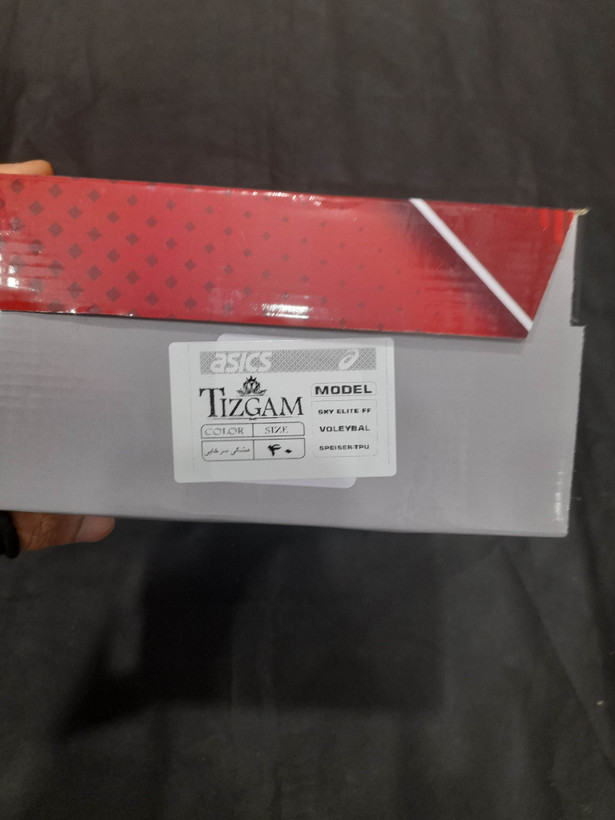 asics
TIZGAM
COLOR SIZE
مشکی سرخابی ۴۰
MODEL
SKY ELITE FF
VOLEYBAL
SPEISER-TPU